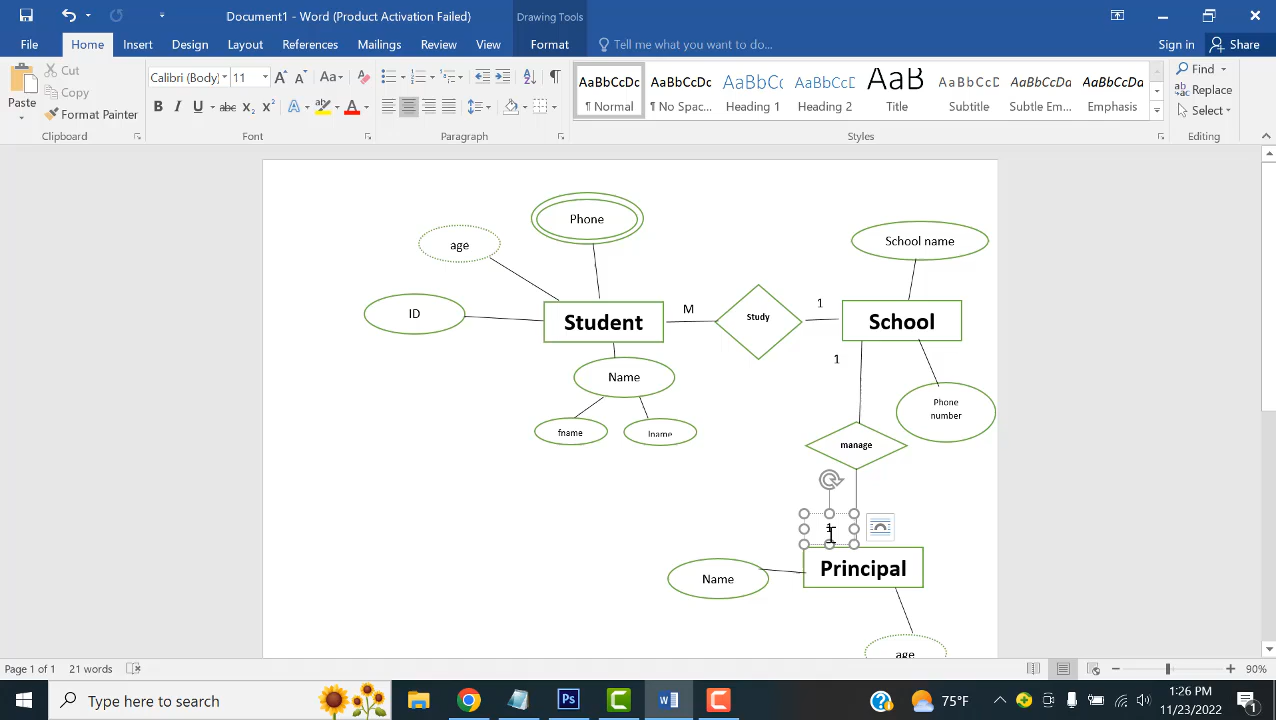 Document1 - Word (Product Activation Failed)
Drawing Tools
File
Home
Insert
Design
Layout
References
Mailings
Review
View
Format
Tell me what you want to do...
Sign in
Share
Paste
Cut
Copy
Format Painter
Clipboard
Calibri (Body)
11
Font
Paragraph
AaBbCcDc
¶ Normal
AaBbCcDc
¶ No Spac...
AaBbCc
Heading 1
AaBbCcD
Heading 2
AaB
Title
AaBbCcD
Subtitle
AaBbCcDc
Subtle Em...
AaBbCcDc
Emphasis
Styles
Find
Replace
Select
Editing
Phone
age
School name
ID
Student
M
Study
1
School
1
Name
Phone
number
fname
lname
manage
1
Name
Principal
age
Page 1 of 1
21 words
90%
Type here to search
75°F
1:26 PM
11/23/2022
1